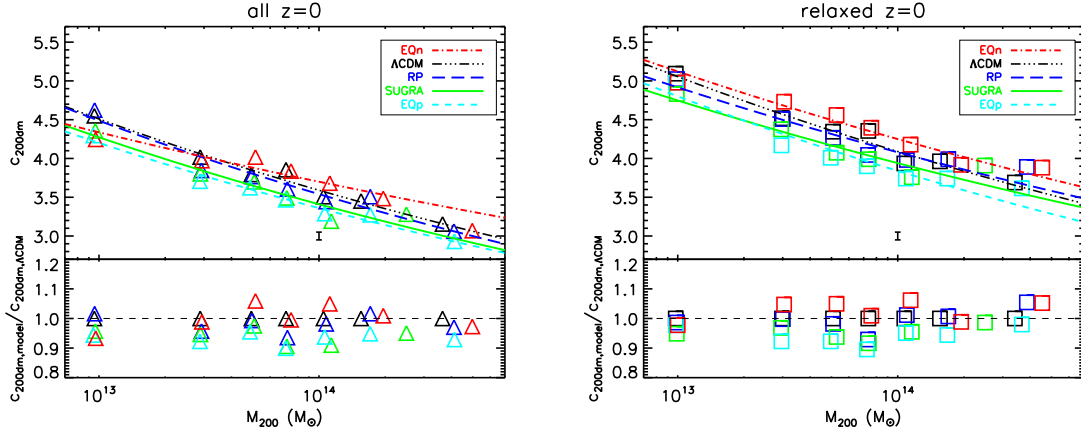 all z=0
5.5
5.0
4.5
4.0
3.5
3.0
c200dm
EQn
ΛCDM
RP
SUGRA
EQp
1.2
1.1
1.0
0.9
0.8
c200dm,model/c200dm,ΛCDM
10^13
10^14
M200 (M⊙)
relaxed z=0
5.5
5.0
4.5
4.0
3.5
3.0
c200dm
EQn
ΛCDM
RP
SUGRA
EQp
1.2
1.1
1.0
0.9
0.8
c200dm,model/c200dm,ΛCDM
10^13
10^14
M200 (M⊙)